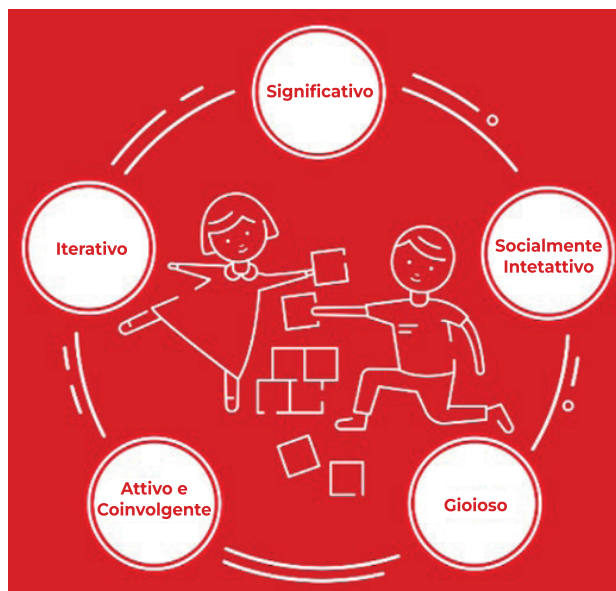 Significativo
Iterativo
Socialmente
Intetattivo
Attivo e
Coinvolgente
Gioioso